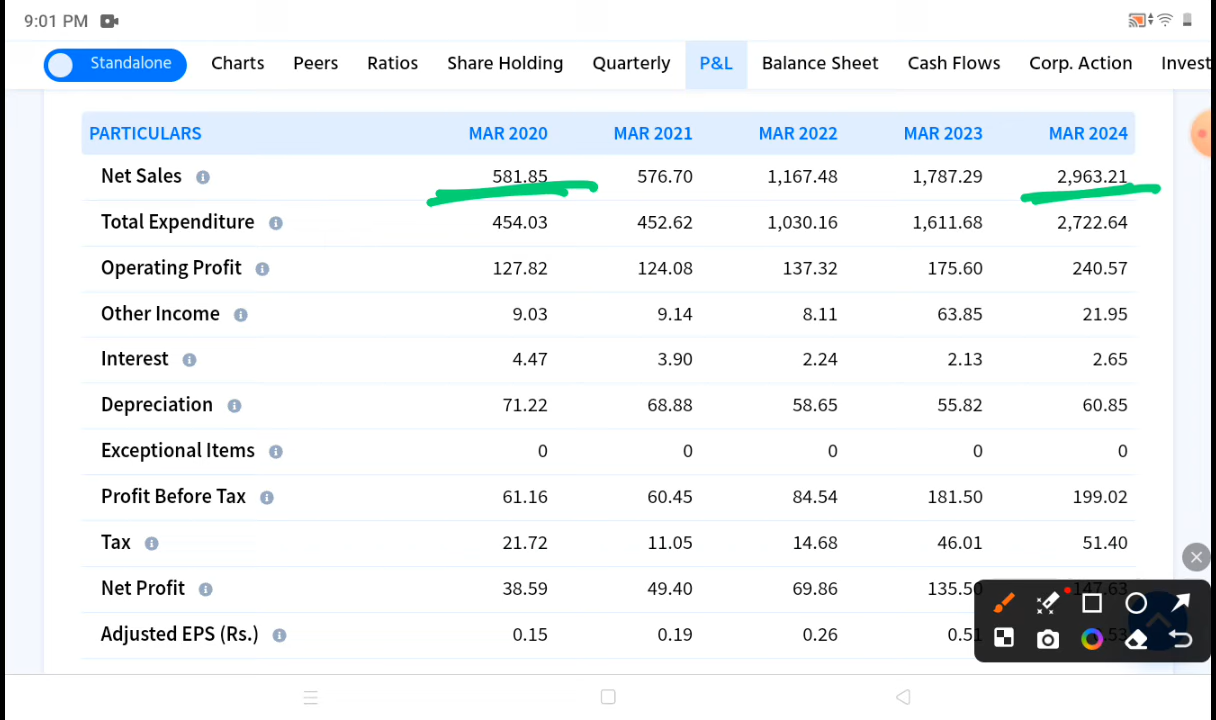 9:01 PM
Standalone Charts Peers Ratios Share Holding Quarterly P&L Balance Sheet Cash Flows Corp. Action Invest
PARTICULARS MAR 2020 MAR 2021 MAR 2022 MAR 2023 MAR 2024
Net Sales 581.85 576.70 1,167.48 1,787.29 2,963.21
Total Expenditure 454.03 452.62 1,030.16 1,611.68 2,722.64
Operating Profit 127.82 124.08 137.32 175.60 240.57
Other Income 9.03 9.14 8.11 63.85 21.95
Interest 4.47 3.90 2.24 2.13 2.65
Depreciation 71.22 68.88 58.65 55.82 60.85
Exceptional Items 0 0 0 0 0
Profit Before Tax 61.16 60.45 84.54 181.50 199.02
Tax 21.72 11.05 14.68 46.01 51.40
Net Profit 38.59 49.40 69.86 135.50 147.63
Adjusted EPS (Rs.) 0.15 0.19 0.26 0.51 .53